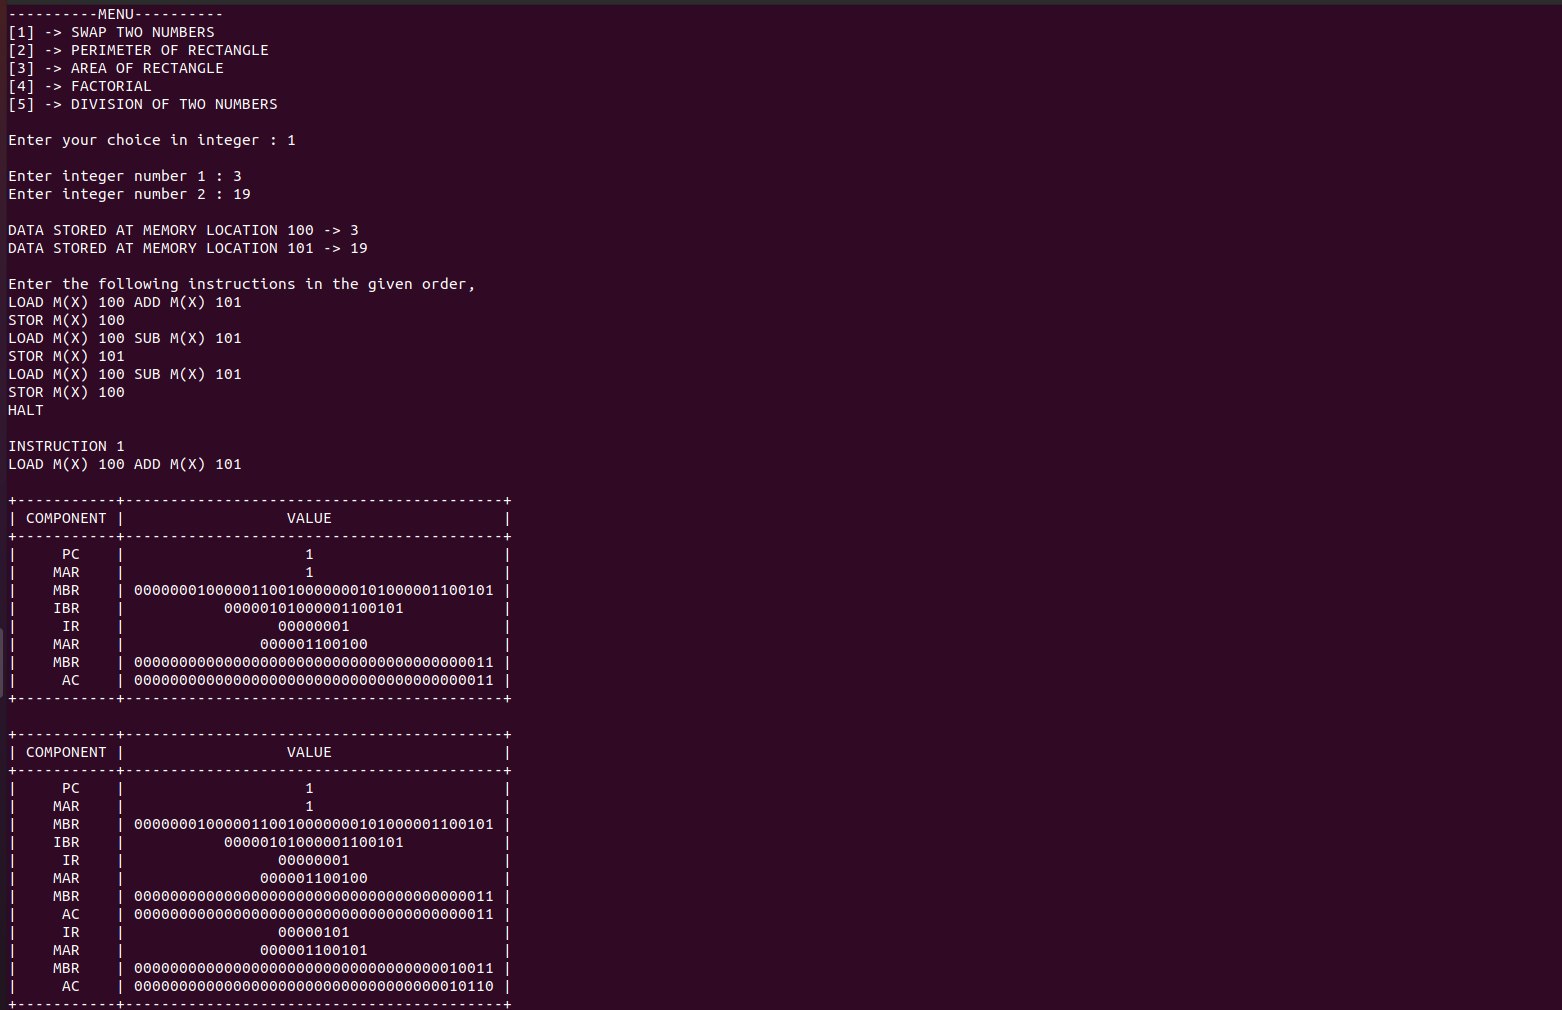 ----------MENU----------
[1] -> SWAP TWO NUMBERS
[2] -> PERIMETER OF RECTANGLE
[3] -> AREA OF RECTANGLE
[4] -> FACTORIAL
[5] -> DIVISION OF TWO NUMBERS

Enter your choice in integer : 1

Enter integer number 1 : 3
Enter integer number 2 : 19

DATA STORED AT MEMORY LOCATION 100 -> 3
DATA STORED AT MEMORY LOCATION 101 -> 19

Enter the following instructions in the given order,
LOAD M(X) 100 ADD M(X) 101
STOR M(X) 100
LOAD M(X) 100 SUB M(X) 101
STOR M(X) 101
LOAD M(X) 100 SUB M(X) 101
STOR M(X) 100
HALT

INSTRUCTION 1
LOAD M(X) 100 ADD M(X) 101

+-----------+------------------------------------------+
| COMPONENT |                  VALUE                   |
+-----------+------------------------------------------+
|     PC    |                    1                     |
|    MAR    |                    1                     |
|    MBR    | 0000000100000110010000000101000001100101 |
|    IBR    |           00000101000001100101           |
|     IR    |                 00000001                 |
|    MAR    |               000001100100               |
|    MBR    | 0000000000000000000000000000000000000011 |
|     AC    | 0000000000000000000000000000000000000011 |
+-----------+------------------------------------------+

+-----------+------------------------------------------+
| COMPONENT |                  VALUE                   |
+-----------+------------------------------------------+
|     PC    |                    1                     |
|    MAR    |                    1                     |
|    MBR    | 0000000100000110010000000101000001100101 |
|    IBR    |           00000101000001100101           |
|     IR    |                 00000001                 |
|    MAR    |               000001100100               |
|    MBR    | 0000000000000000000000000000000000000011 |
|     AC    | 0000000000000000000000000000000000000011 |
|     IR    |                 00000101                 |
|    MAR    |               000001100101               |
|    MBR    | 0000000000000000000000000000000000010011 |
|     AC    | 0000000000000000000000000000000000010110 |
+-----------+------------------------------------------+